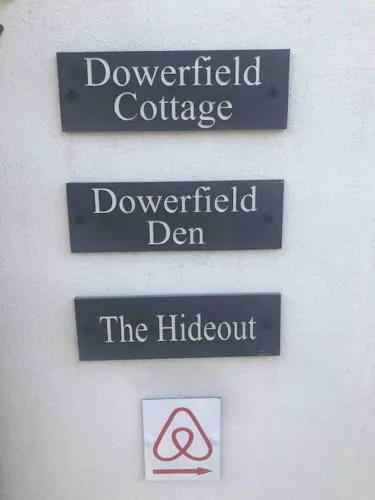 Dowerfield
Cottage
Dowerfield
Den
The Hideout